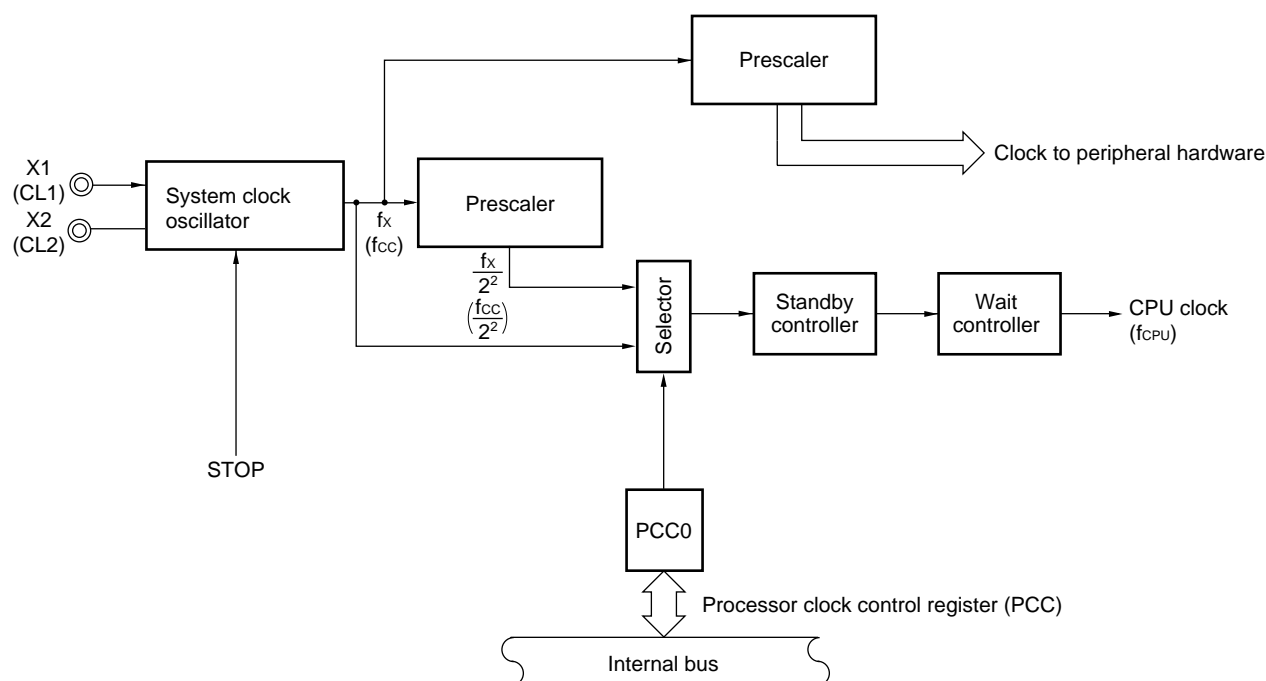 Prescaler
Clock to peripheral hardware
X1
(CL1)
X2
(CL2)
System clock
oscillator
fX
(fCC)
Prescaler
fX
2²
(fCC
2²)
Selector
Standby
controller
Wait
controller
CPU clock
(fCPU)
STOP
PCC0
Processor clock control register (PCC)
Internal bus